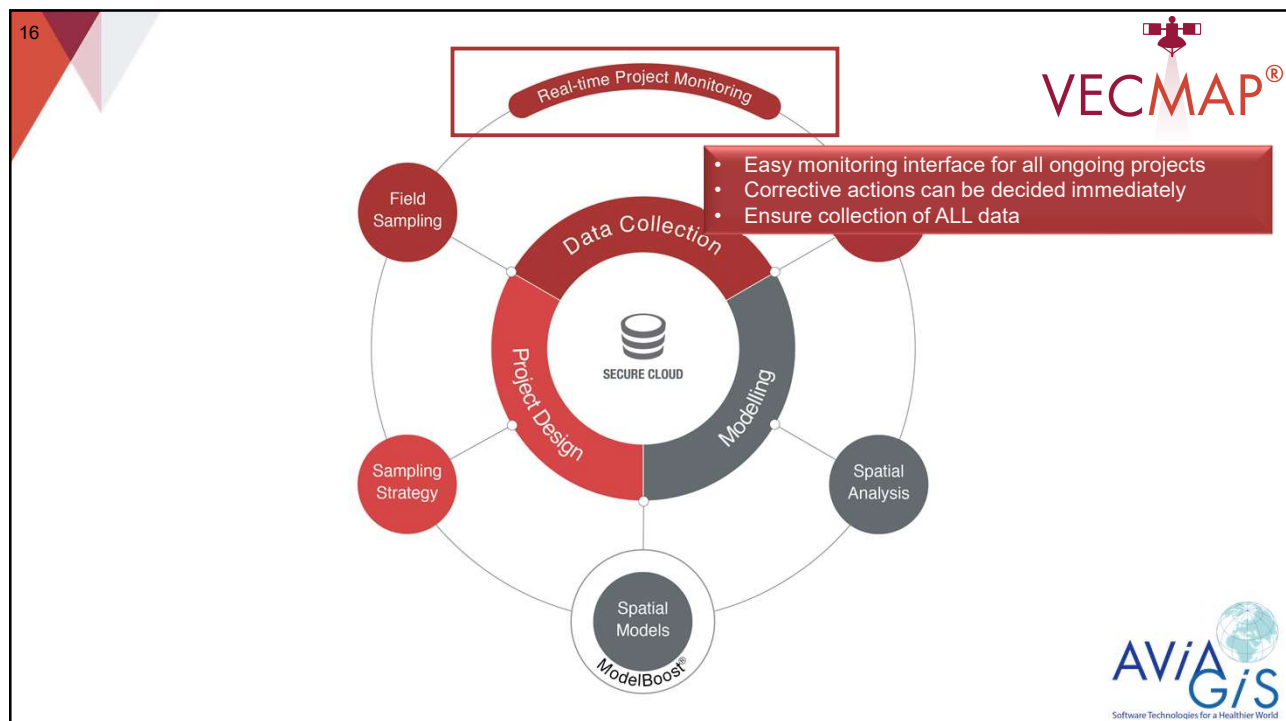 16
Real-time Project Monitoring
VECMAP®
• Easy monitoring interface for all ongoing projects
• Corrective actions can be decided immediately
• Ensure collection of ALL data
Field
Sampling
Data Collection
SECURE CLOUD
Project Design
Modelling
Sampling
Strategy
Spatial
Analysis
Spatial
Models
ModelBoost®
AViA
GiS
Software Technologies for a Healthier World